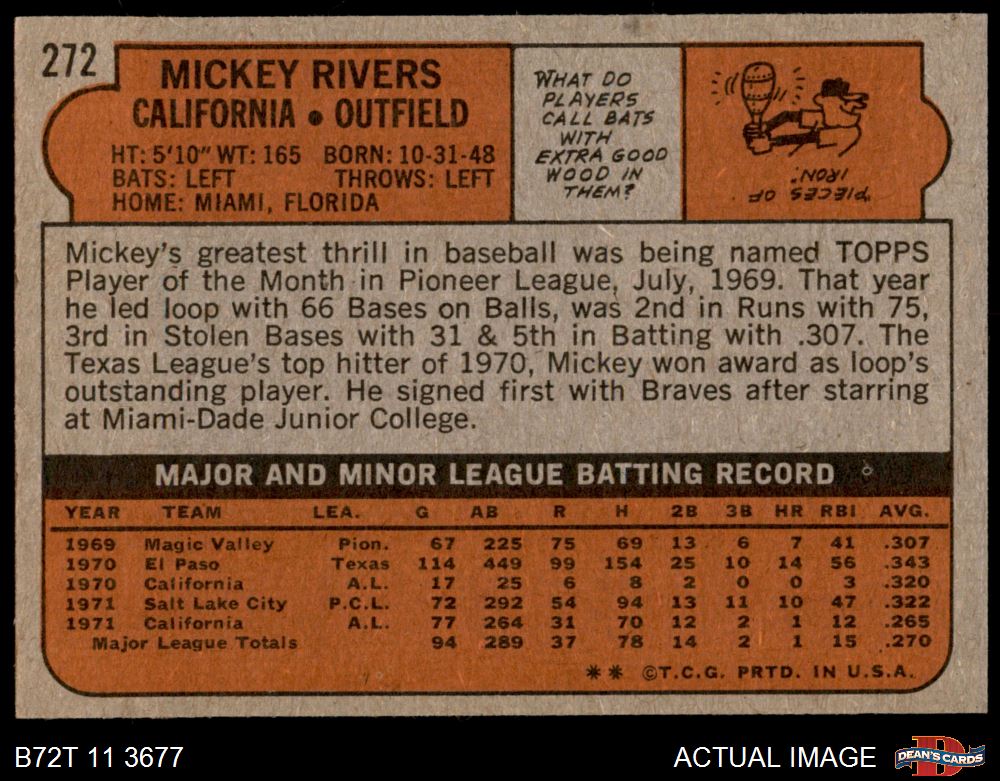 272
MICKEY RIVERS
CALIFORNIA • OUTFIELD
HT: 5'10" WT: 165 BORN: 10-31-48
BATS: LEFT THROWS: LEFT
HOME: MIAMI, FLORIDA
WHAT DO
PLAYERS
CALL BATS
WITH
EXTRA GOOD
WOOD IN
THEM?
"PIECES OF
IRON."
Mickey's greatest thrill in baseball was being named TOPPS
Player of the Month in Pioneer League, July, 1969. That year
he led loop with 66 Bases on Balls, was 2nd in Runs with 75,
3rd in Stolen Bases with 31 & 5th in Batting with .307. The
Texas League's top hitter of 1970, Mickey won award as loop's
outstanding player. He signed first with Braves after starring
at Miami-Dade Junior College.
MAJOR AND MINOR LEAGUE BATTING RECORD
YEAR TEAM LEA. G AB R H 2B 3B HR RBI AVG.
1969 Magic Valley Pion. 67 225 75 69 13 6 7 41 .307
1970 El Paso Texas 114 449 99 154 25 10 14 56 .343
1970 California A.L. 17 25 6 8 2 0 0 3 .320
1971 Salt Lake City P.C.L. 72 292 54 94 13 11 10 47 .322
1971 California A.L. 77 264 31 70 12 2 1 12 .265
Major League Totals 94 289 37 78 14 2 1 15 .270
** ©T.C.G. PRTD. IN U.S.A.
B72T 11 3677
ACTUAL IMAGE
D
DEAN'S CARDS